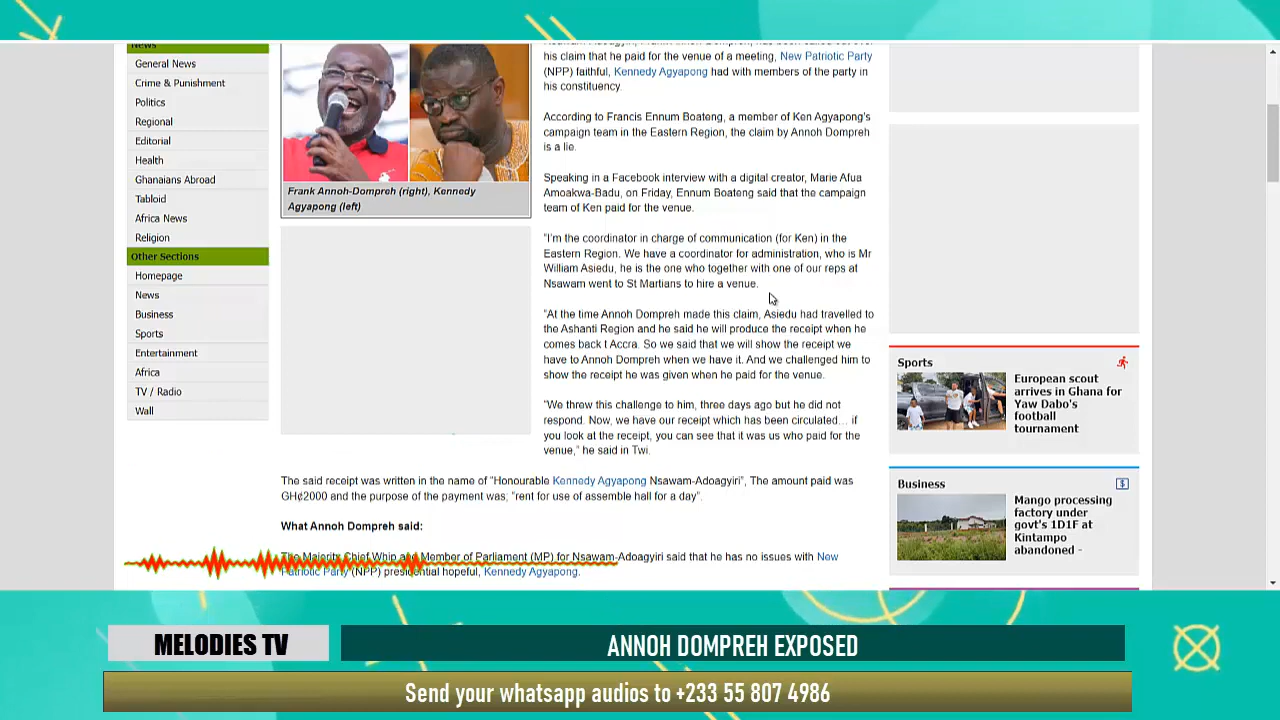 News
General News
Crime & Punishment
Politics
Regional
Editorial
Health
Ghanaians Abroad
Tabloid
Africa News
Religion
Other Sections
Homepage
News
Business
Sports
Entertainment
Africa
TV / Radio
Wall
Frank Annoh-Dompreh (right), Kennedy
Agyapong (left)
his claim that he paid for the venue of a meeting, New Patriotic Party
(NPP) faithful, Kennedy Agyapong had with members of the party in
his constituency.
According to Francis Ennum Boateng, a member of Ken Agyapong's
campaign team in the Eastern Region, the claim by Annoh Dompreh
is a lie.
Speaking in a Facebook interview with a digital creator, Marie Afua
Amoakwa-Badu, on Friday, Ennum Boateng said that the campaign
team of Ken paid for the venue.
“I'm the coordinator in charge of communication (for Ken) in the
Eastern Region. We have a coordinator for administration, who is Mr
William Asiedu, he is the one who together with one of our reps at
Nsawam went to St Martians to hire a venue.
“At the time Annoh Dompreh made this claim, Asiedu had travelled to
the Ashanti Region and he said he will produce the receipt when he
comes back t Accra. So we said that we will show the receipt we
have to Annoh Dompreh when we have it. And we challenged him to
show the receipt he was given when he paid for the venue.
“We threw this challenge to him, three days ago but he did not
respond. Now, we have our receipt which has been circulated… if
you look at the receipt, you can see that it was us who paid for the
venue,” he said in Twi.
The said receipt was written in the name of “Honourable Kennedy Agyapong Nsawam-Adoagyiri”, The amount paid was
GH¢2000 and the purpose of the payment was; “rent for use of assemble hall for a day”.
What Annoh Dompreh said:
The Majority Chief Whip and Member of Parliament (MP) for Nsawam-Adoagyiri said that he has no issues with New
Patriotic Party (NPP) presidential hopeful, Kennedy Agyapong.
Sports
European scout
arrives in Ghana for
Yaw Dabo's
football
tournament
Business
Mango processing
factory under
govt's 1D1F at
Kintampo
abandoned -
MELODIES TV
ANNOH DOMPREH EXPOSED
Send your whatsapp audios to +233 55 807 4986